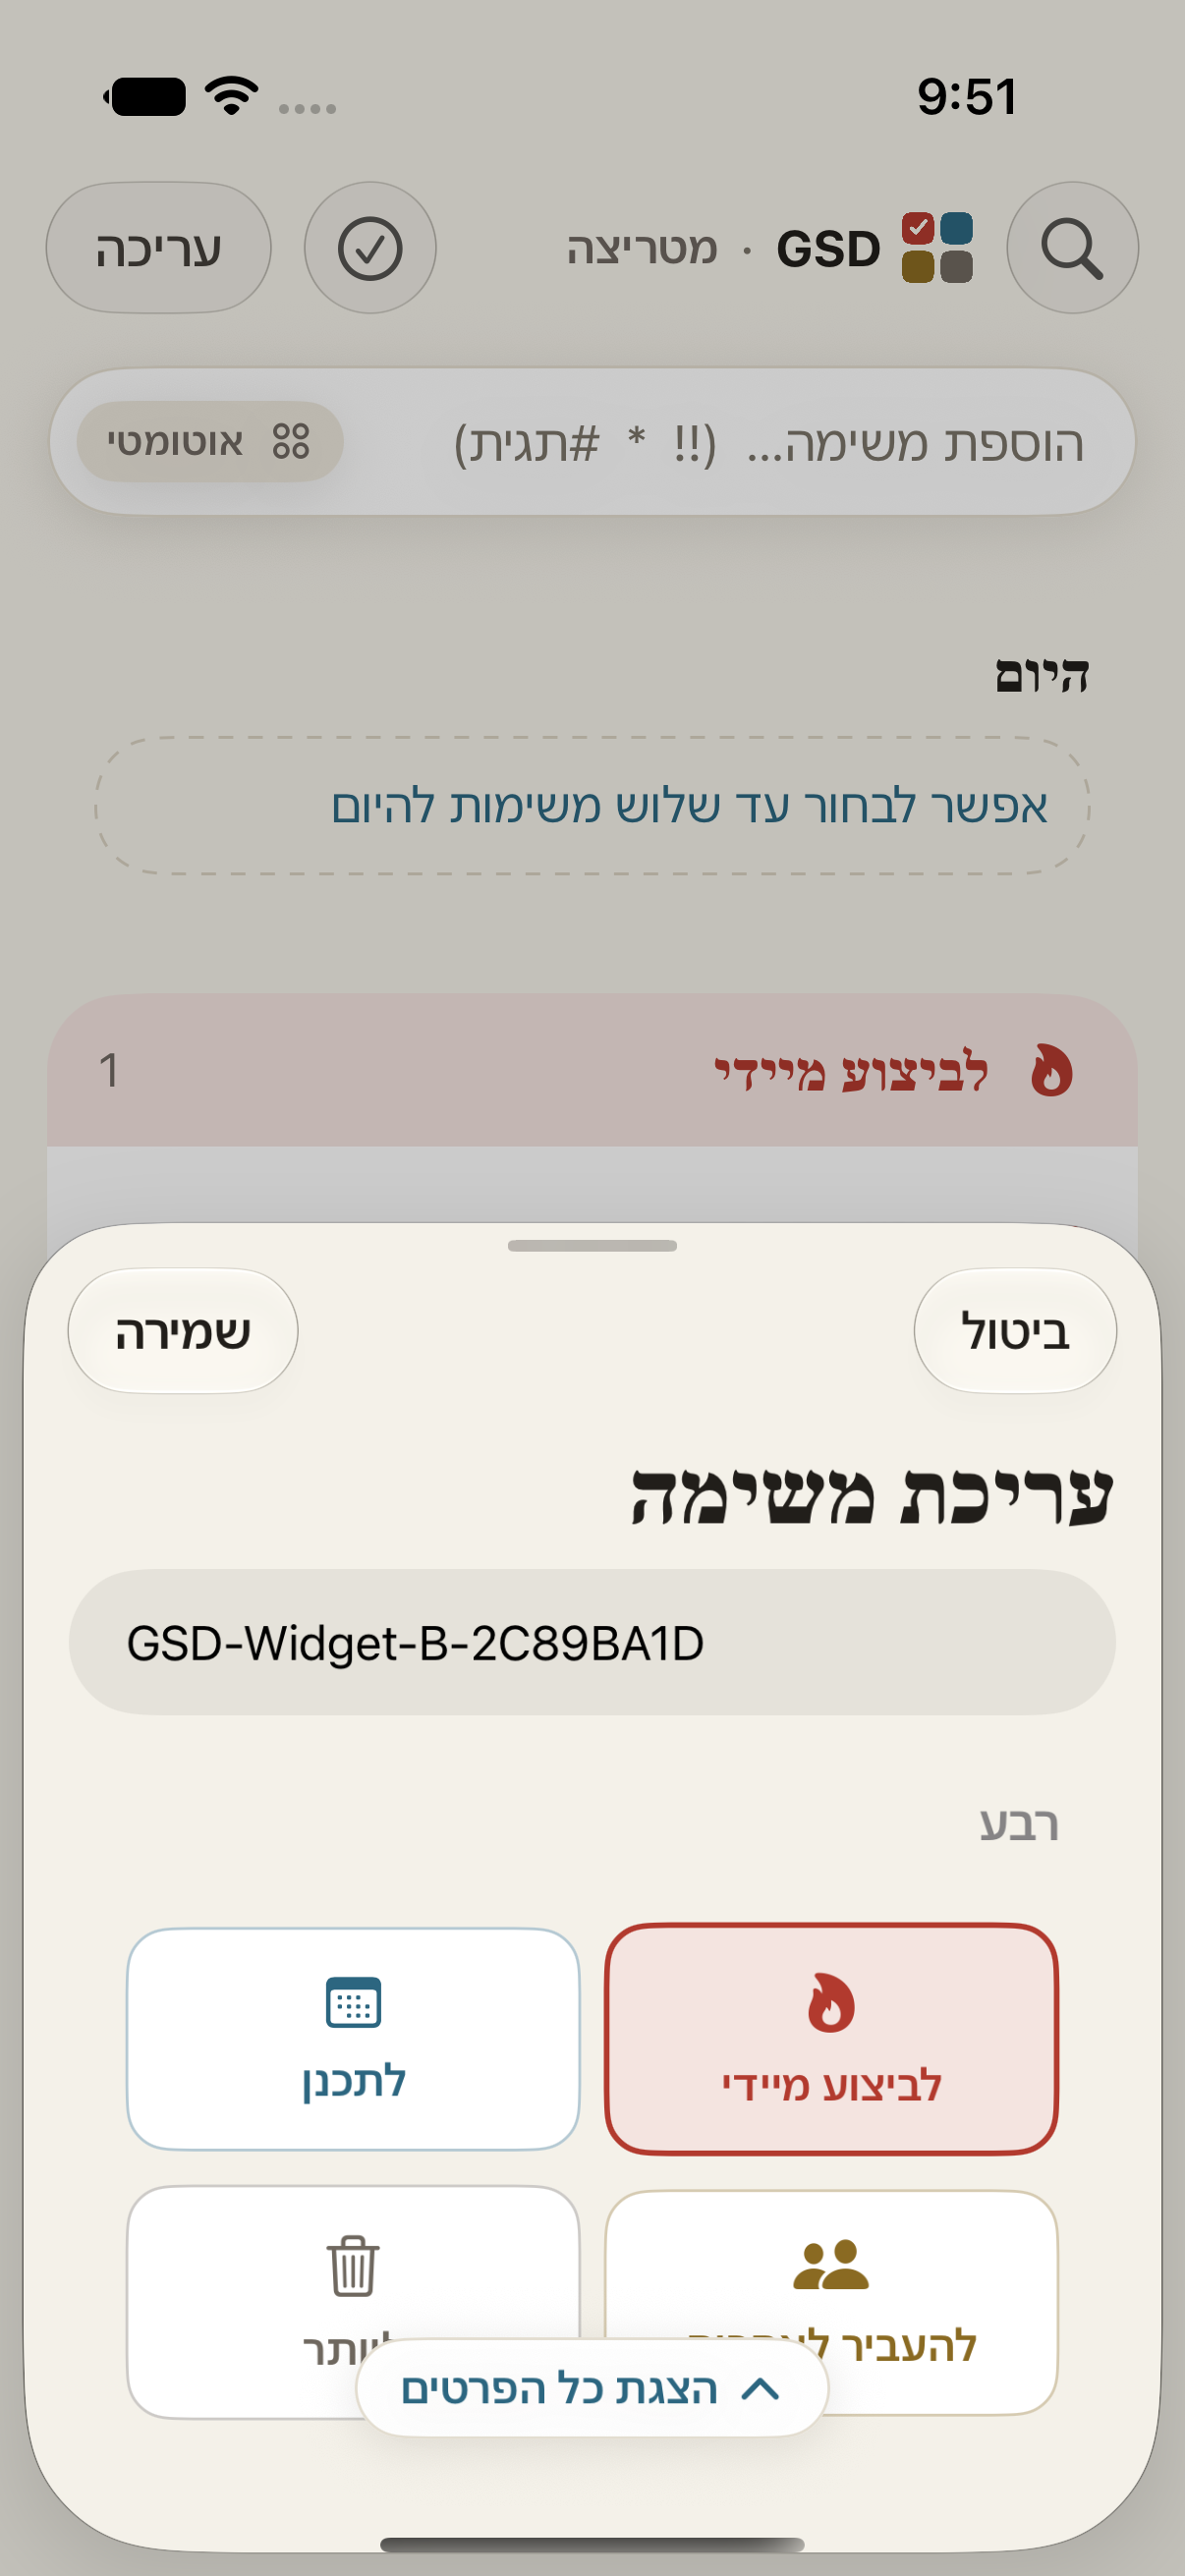 9:51
GSD · מטריצה
עריכה
הוספת משימה... (!! * #תגית)
אוטומטי
היום
אפשר לבחור עד שלוש משימות להיום
לביצוע מיידי
1
ביטול
שמירה
עריכת משימה
GSD-Widget-B-2C89BA1D
רבע
לביצוע מיידי
לתכנן
להעביר
הצגת כל הפרטים